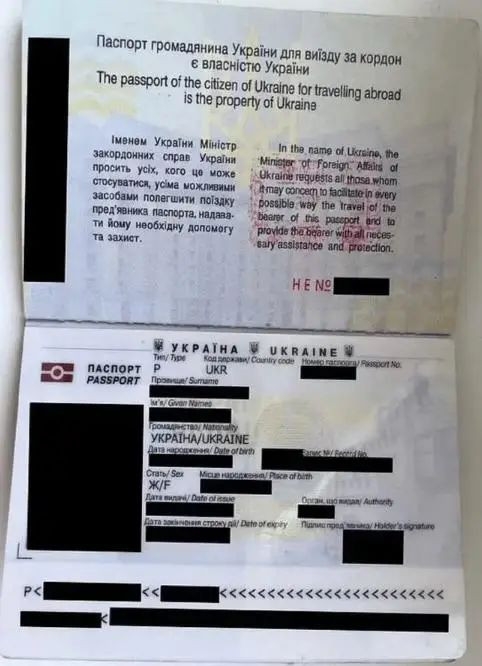 Паспорт громадянина України для виїзду за кордон
є власністю України
The passport of the citizen of Ukraine for travelling abroad
is the property of Ukraine
Іменем України Міністр
закордонних справ України
просить усіх, кого це може
стосуватися, усіма можливими
засобами полегшити поїздку
пред'явника паспорта, надава-
ти йому необхідну допомогу
та захист.
In the name of Ukraine, the
Minister of Foreign Affairs of
Ukraine requests all those whom
it may concern to facilitate in every
possible way the travel of the
bearer of this passport and to
provide the bearer with all neces-
sary assistance and protection.
НЕ№
УКРАЇНА UKRAINE
ПАСПОРТ
PASSPORT
Тип/ Type Код держави/ Country code Номер паспорта/ Passport No.
P UKR
Прізвище/ Surname
Ім'я/ Given Names
Громадянство/ Nationality
УКРАЇНА/UKRAINE
Дата народження/ Date of birth Запис №/ Record No.
Стать/ Sex Місце народження/ Place of birth
Ж/F
Дата видачі/ Date of issue Орган, що видав/ Authority
Дата закінчення строку дії/ Date of expiry Підпис пред'явника/ Holder's signature
P< << <<<<<<<<<<<<<<<<<<<<<
<